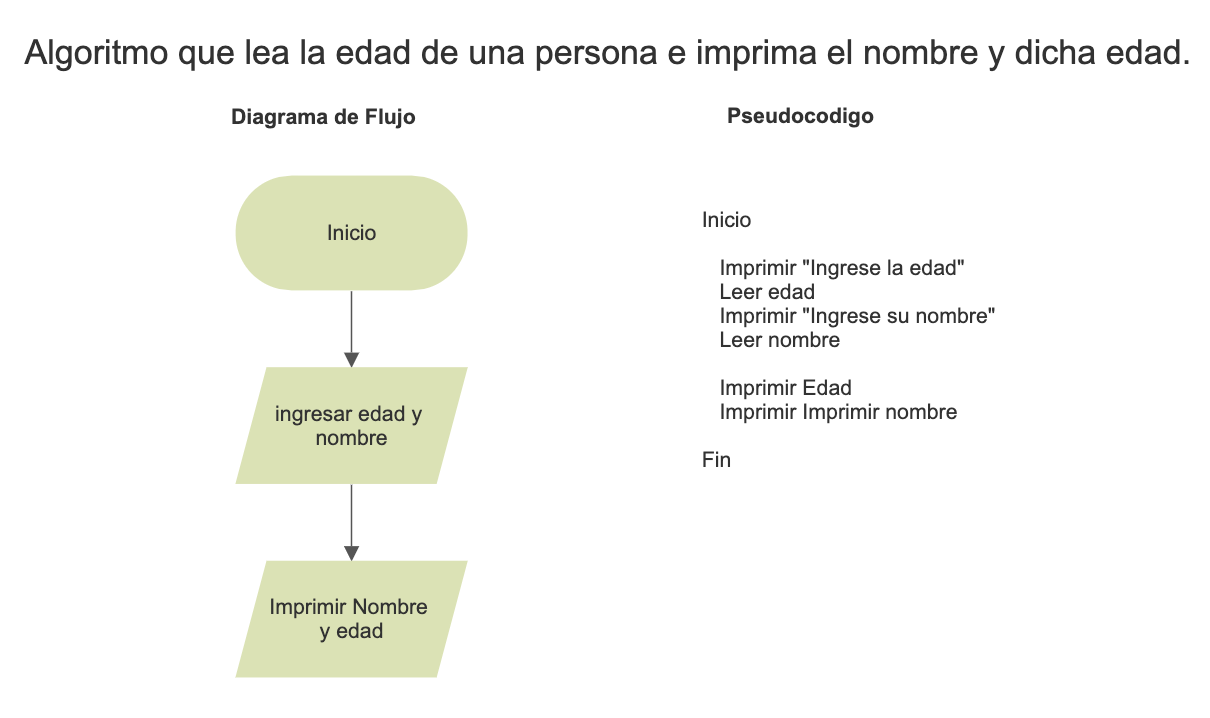 Algoritmo que lea la edad de una persona e imprima el nombre y dicha edad.
Diagrama de Flujo
Inicio
ingresar edad y
nombre
Imprimir Nombre
y edad
Pseudocodigo
Inicio
Imprimir "Ingrese la edad"
Leer edad
Imprimir "Ingrese su nombre"
Leer nombre
Imprimir Edad
Imprimir Imprimir nombre
Fin